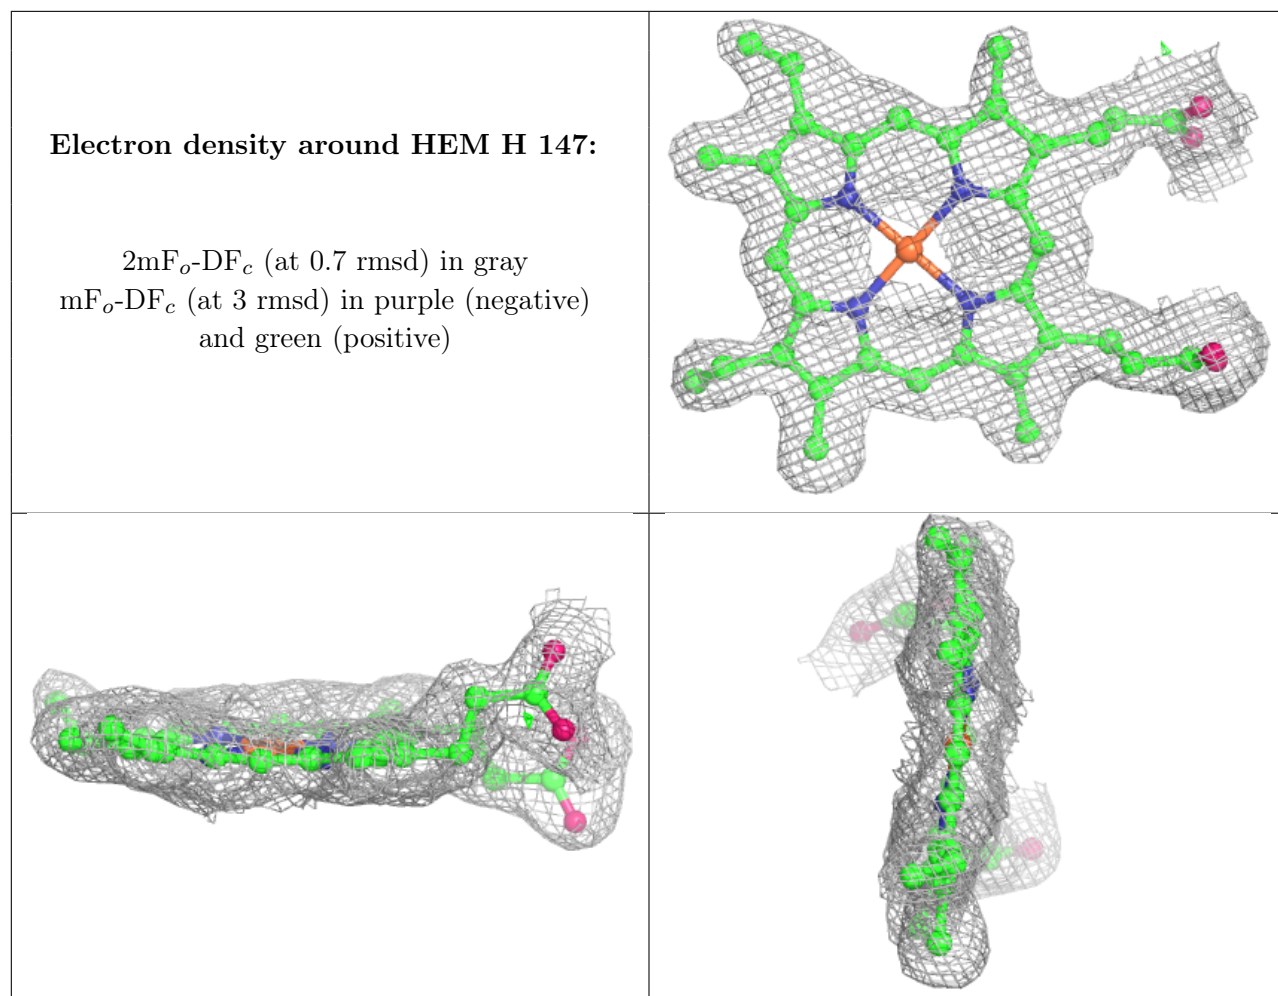 Electron density around HEM H 147:
2mFₒ-DF𝑐 (at 0.7 rmsd) in gray
mFₒ-DF𝑐 (at 3 rmsd) in purple (negative)
and green (positive)